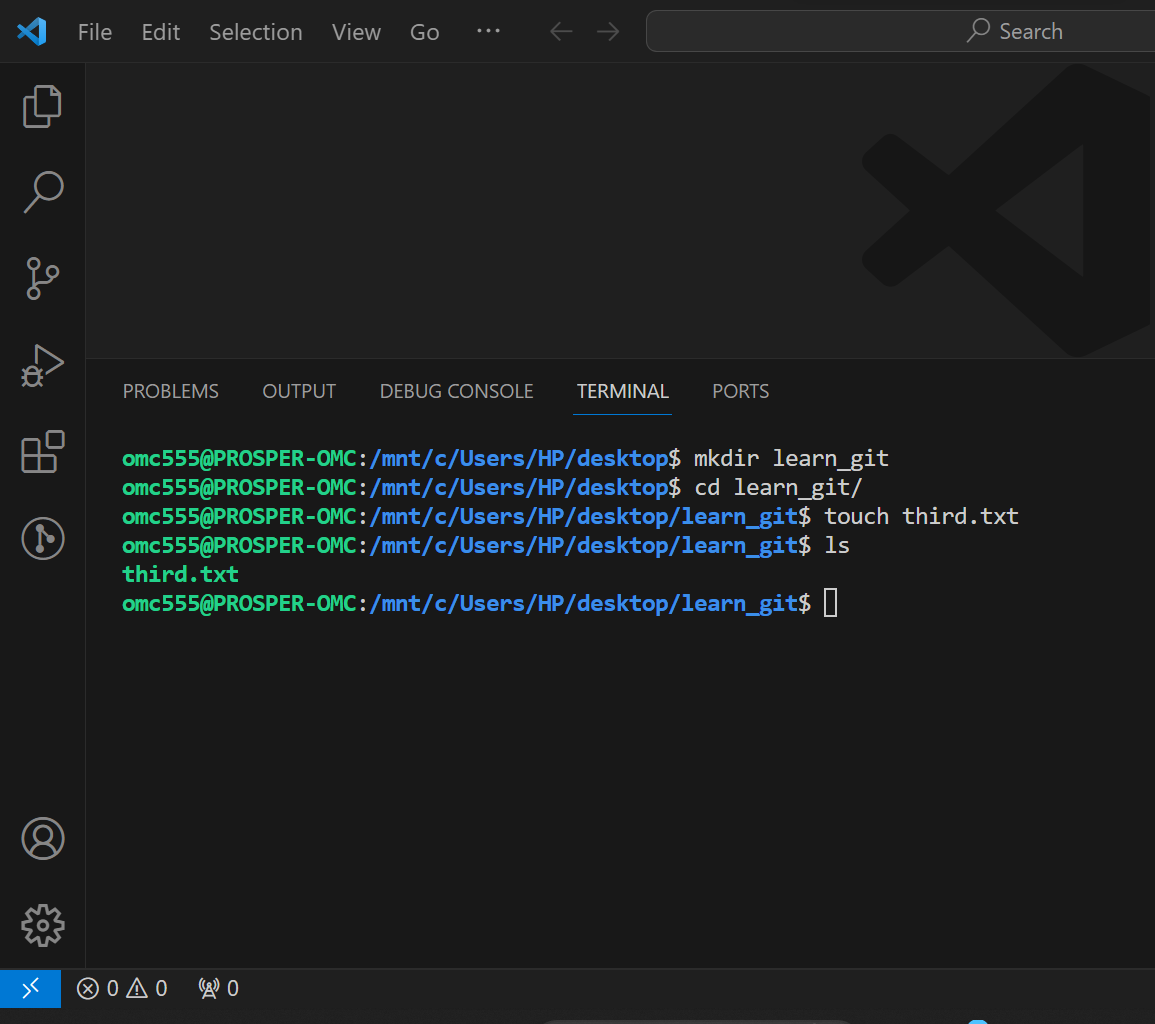 File Edit Selection View Go ··· Search
PROBLEMS OUTPUT DEBUG CONSOLE TERMINAL PORTS
omc555@PROSPER-OMC:/mnt/c/Users/HP/desktop$ mkdir learn_git
omc555@PROSPER-OMC:/mnt/c/Users/HP/desktop$ cd learn_git/
omc555@PROSPER-OMC:/mnt/c/Users/HP/desktop/learn_git$ touch third.txt
omc555@PROSPER-OMC:/mnt/c/Users/HP/desktop/learn_git$ ls
third.txt
omc555@PROSPER-OMC:/mnt/c/Users/HP/desktop/learn_git$
0 0 0